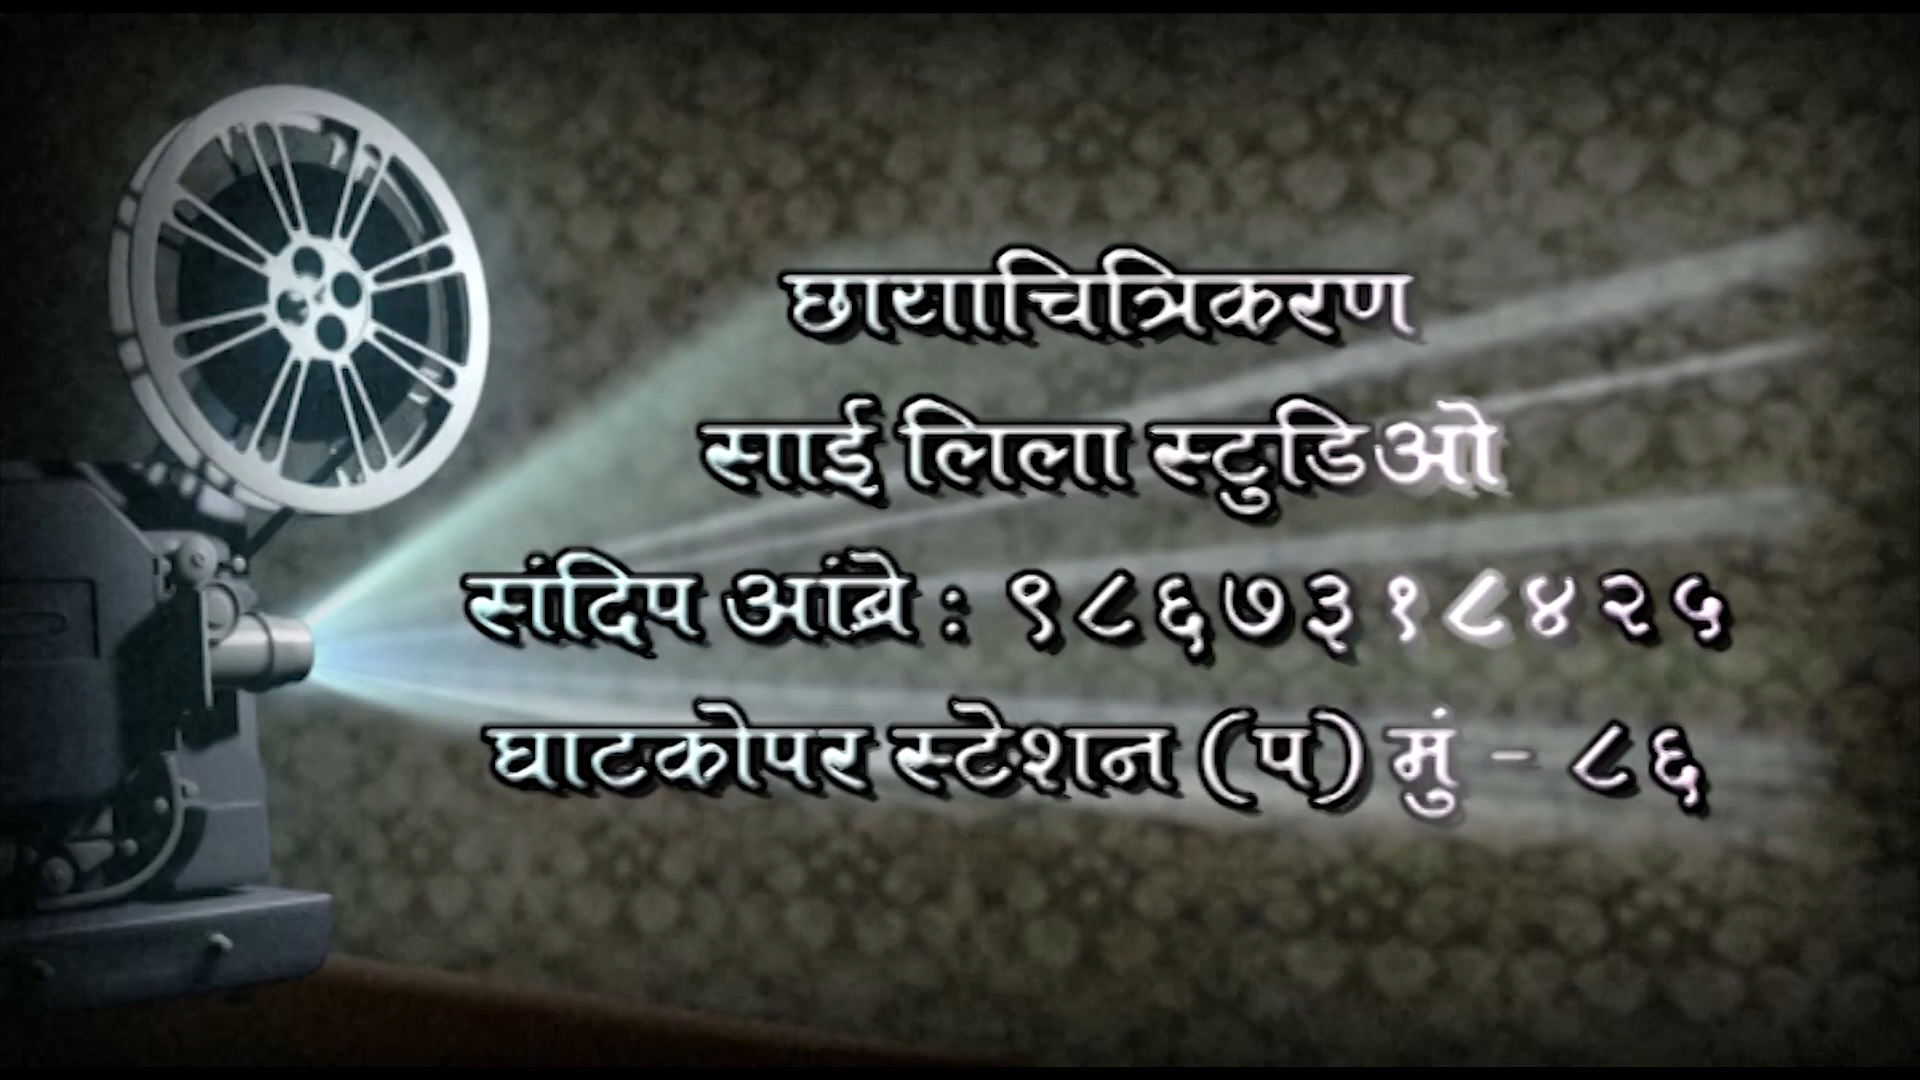 छायाचित्रिकरण
साई लिला स्टुडिओ
संदिप आंब्रे : ९८६७३१८४२५
घाटकोपर स्टेशन (प) मुं - ८६